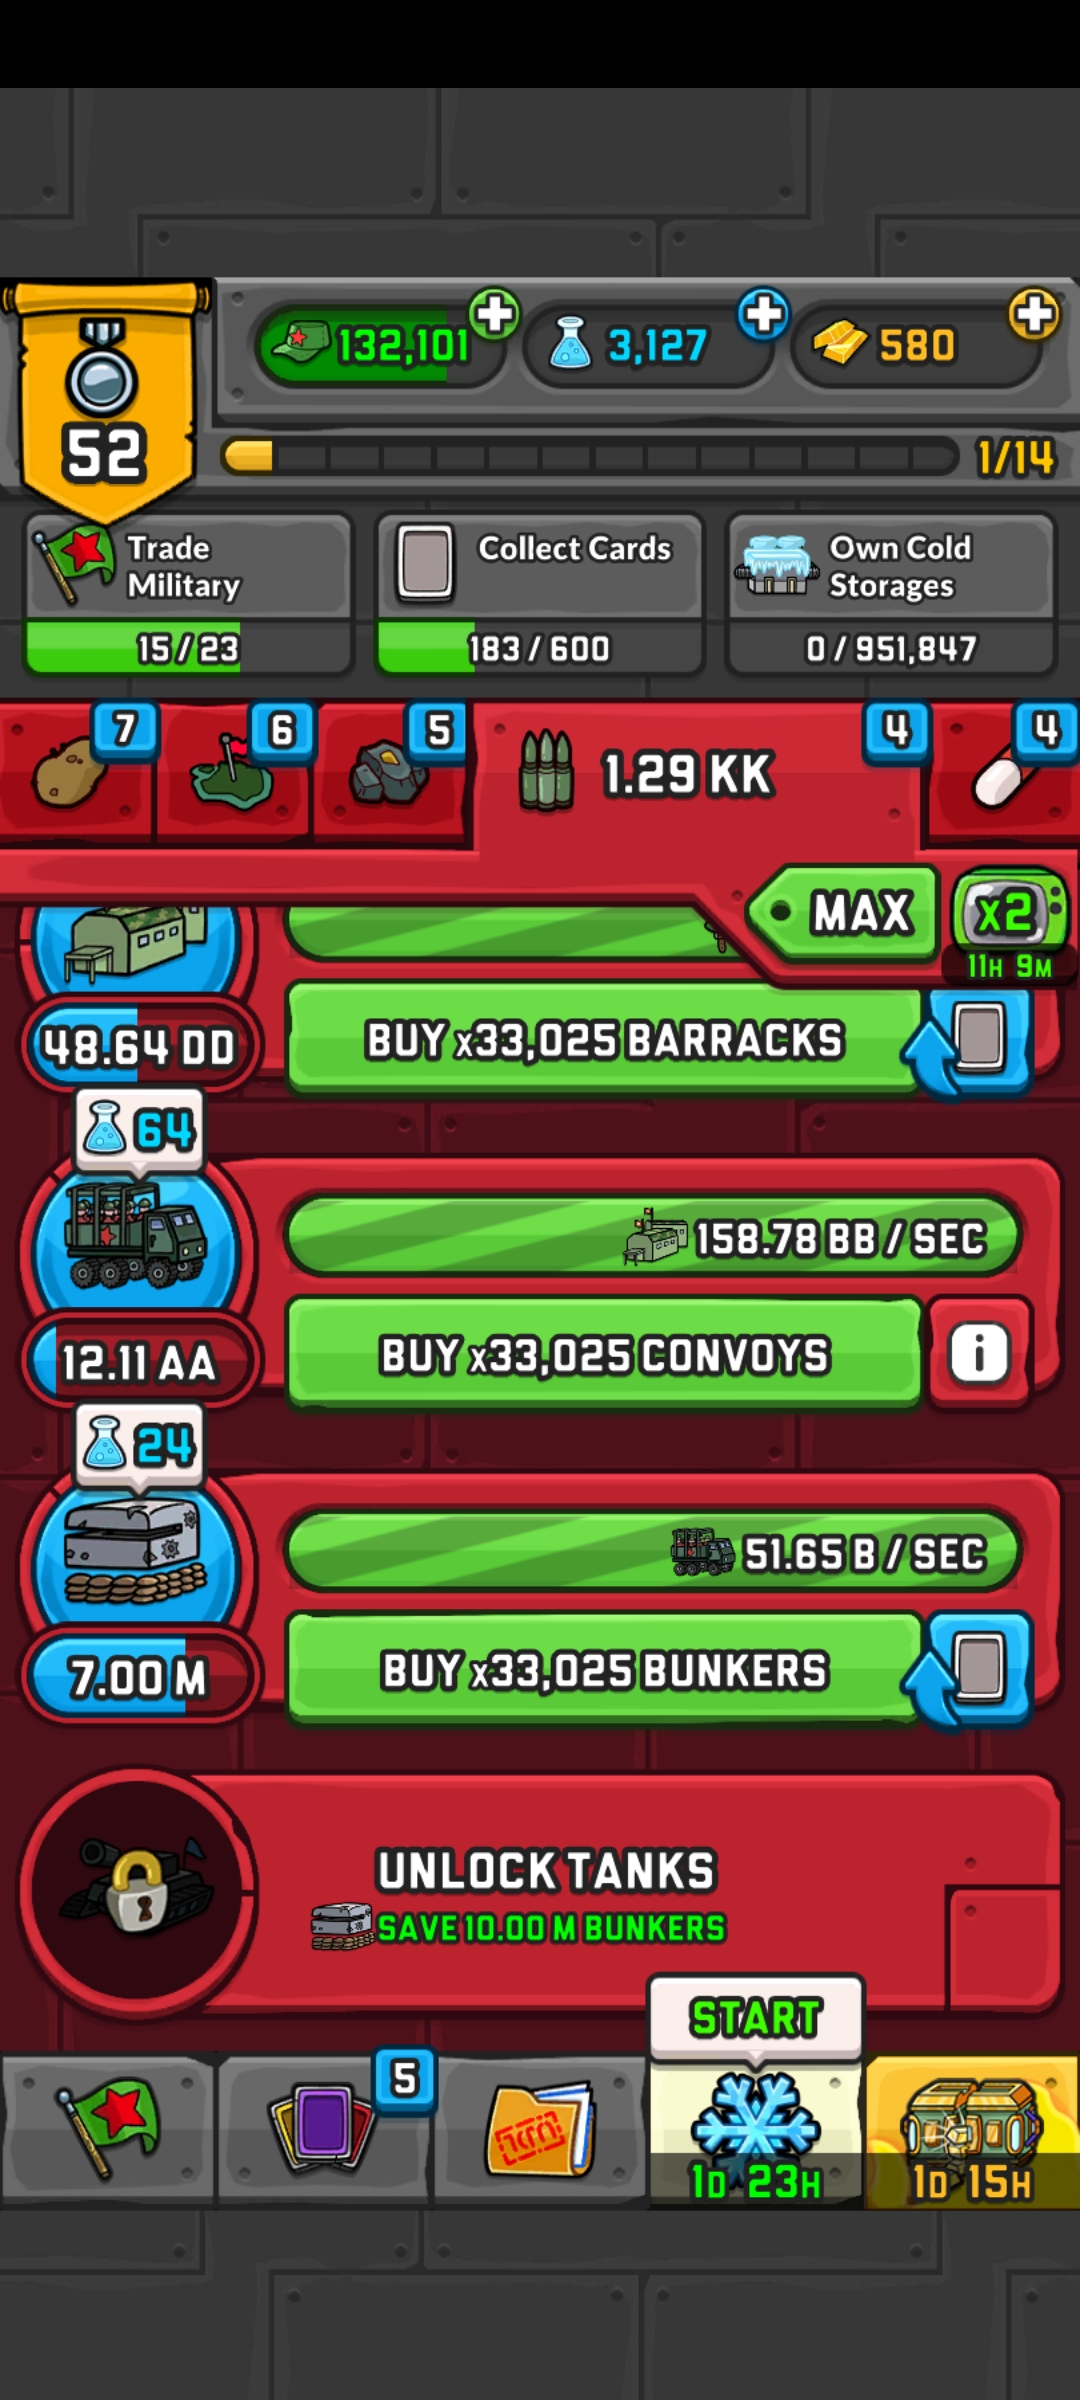 132,101
3,127
580
52
1/14
Trade
Military
Collect Cards
Own Cold
Storages
15/23
183/600
0/951,847
7
6
5
1.29 KK
4
4
MAX
x2
11H 9M
48.64 DD
BUY x33,025 BARRACKS
64
158.78 BB / SEC
12.11 AA
BUY x33,025 CONVOYS
i
24
51.65 B / SEC
7.00 M
BUY x33,025 BUNKERS
UNLOCK TANKS
SAVE 10.00 M BUNKERS
START
5
1D 23H
1D 15H